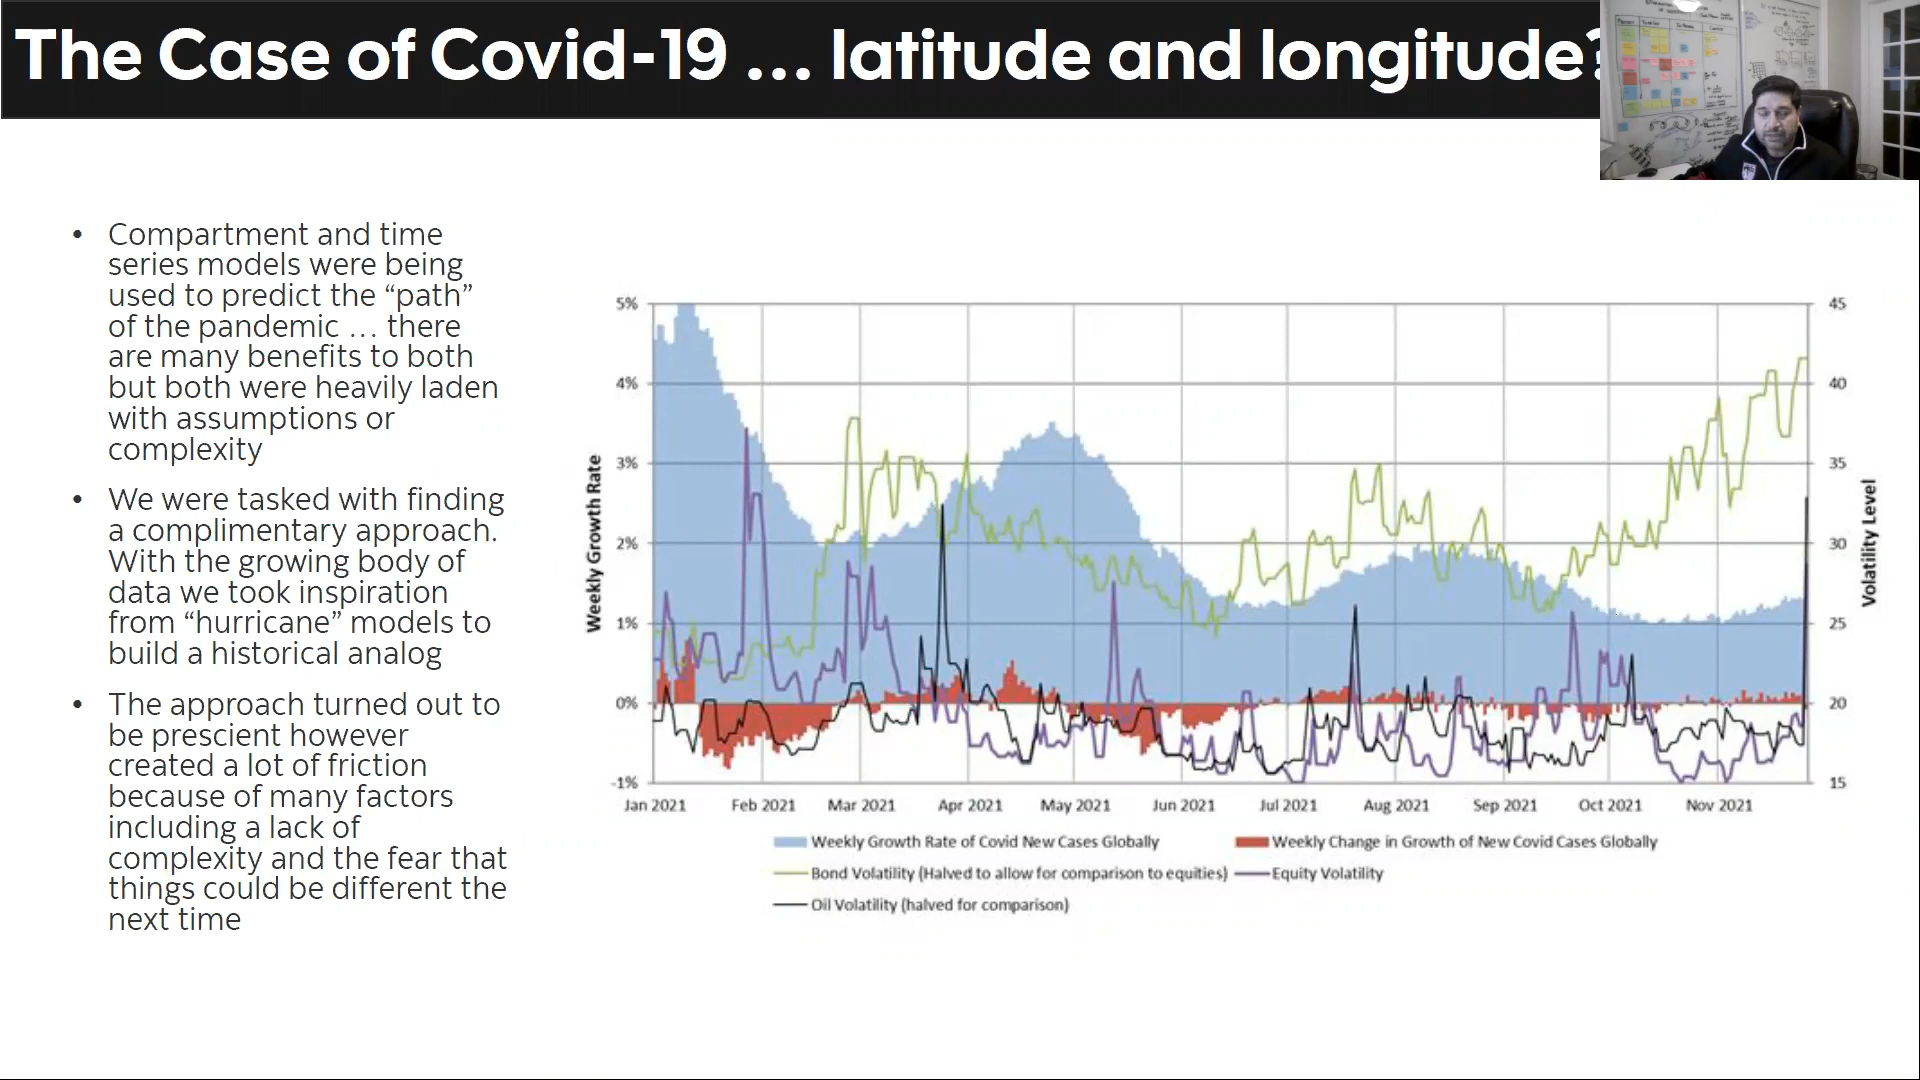 The Case of Covid-19 ... latitude and longitude?
• Compartment and time
series models were being
used to predict the “path”
of the pandemic ... there
are many benefits to both
but both were heavily laden
with assumptions or
complexity
• We were tasked with finding
a complimentary approach.
With the growing body of
data we took inspiration
from “hurricane” models to
build a historical analog
• The approach turned out to
be prescient however
created a lot of friction
because of many factors
including a lack of
complexity and the fear that
things could be different the
next time
Weekly Growth Rate
5%
4%
3%
2%
1%
0%
-1%
45
40
35
30
25
20
15
Volatility Level
Jan 2021 Feb 2021 Mar 2021 Apr 2021 May 2021 Jun 2021 Jul 2021 Aug 2021 Sep 2021 Oct 2021 Nov 2021
Weekly Growth Rate of Covid New Cases Globally Weekly Change in Growth of New Covid Cases Globally
Bond Volatility (Halved to allow for comparison to equities) Equity Volatility
Oil Volatility (halved for comparison)